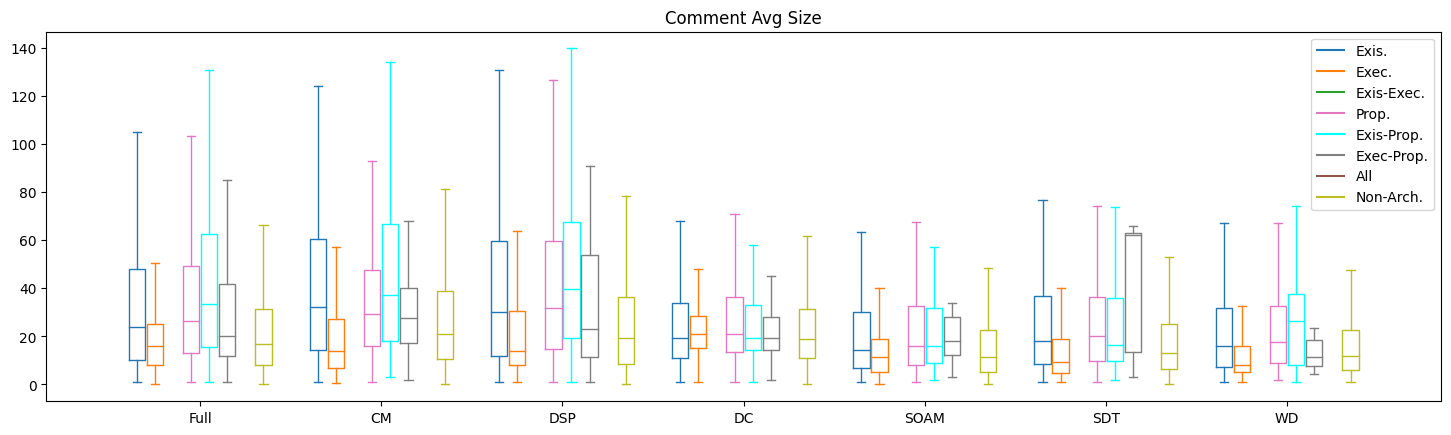 Comment Avg Size
140
120
100
80
60
40
20
0
Exis.
Exec.
Exis-Exec.
Prop.
Exis-Prop.
Exec-Prop.
All
Non-Arch.
Full CM DSP DC SOAM SDT WD